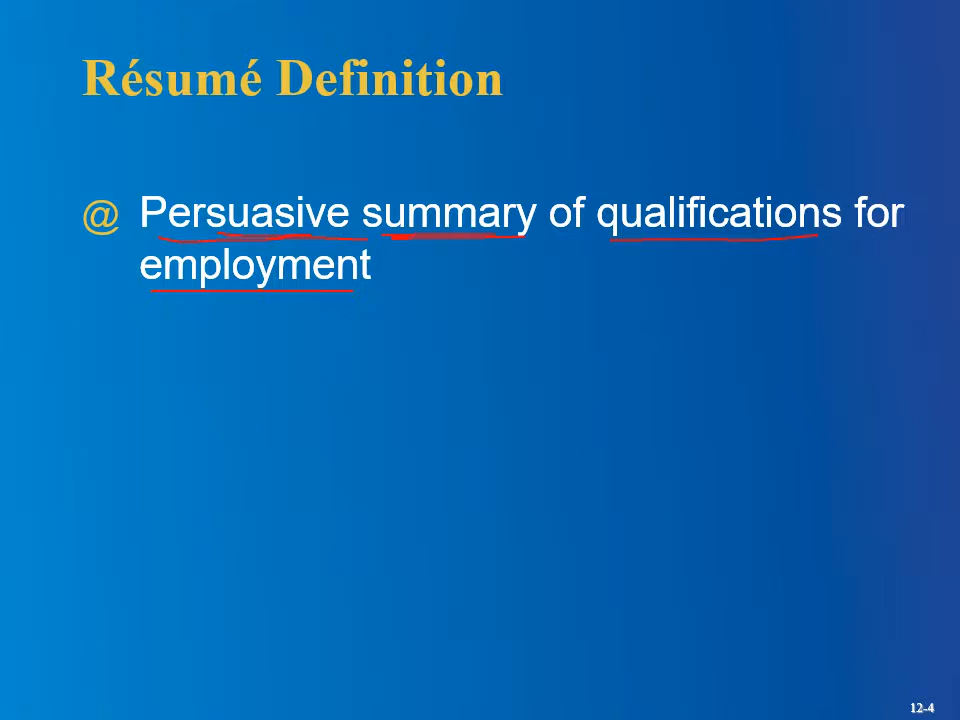 Résumé Definition
@ Persuasive summary of qualifications for
employment
12-4